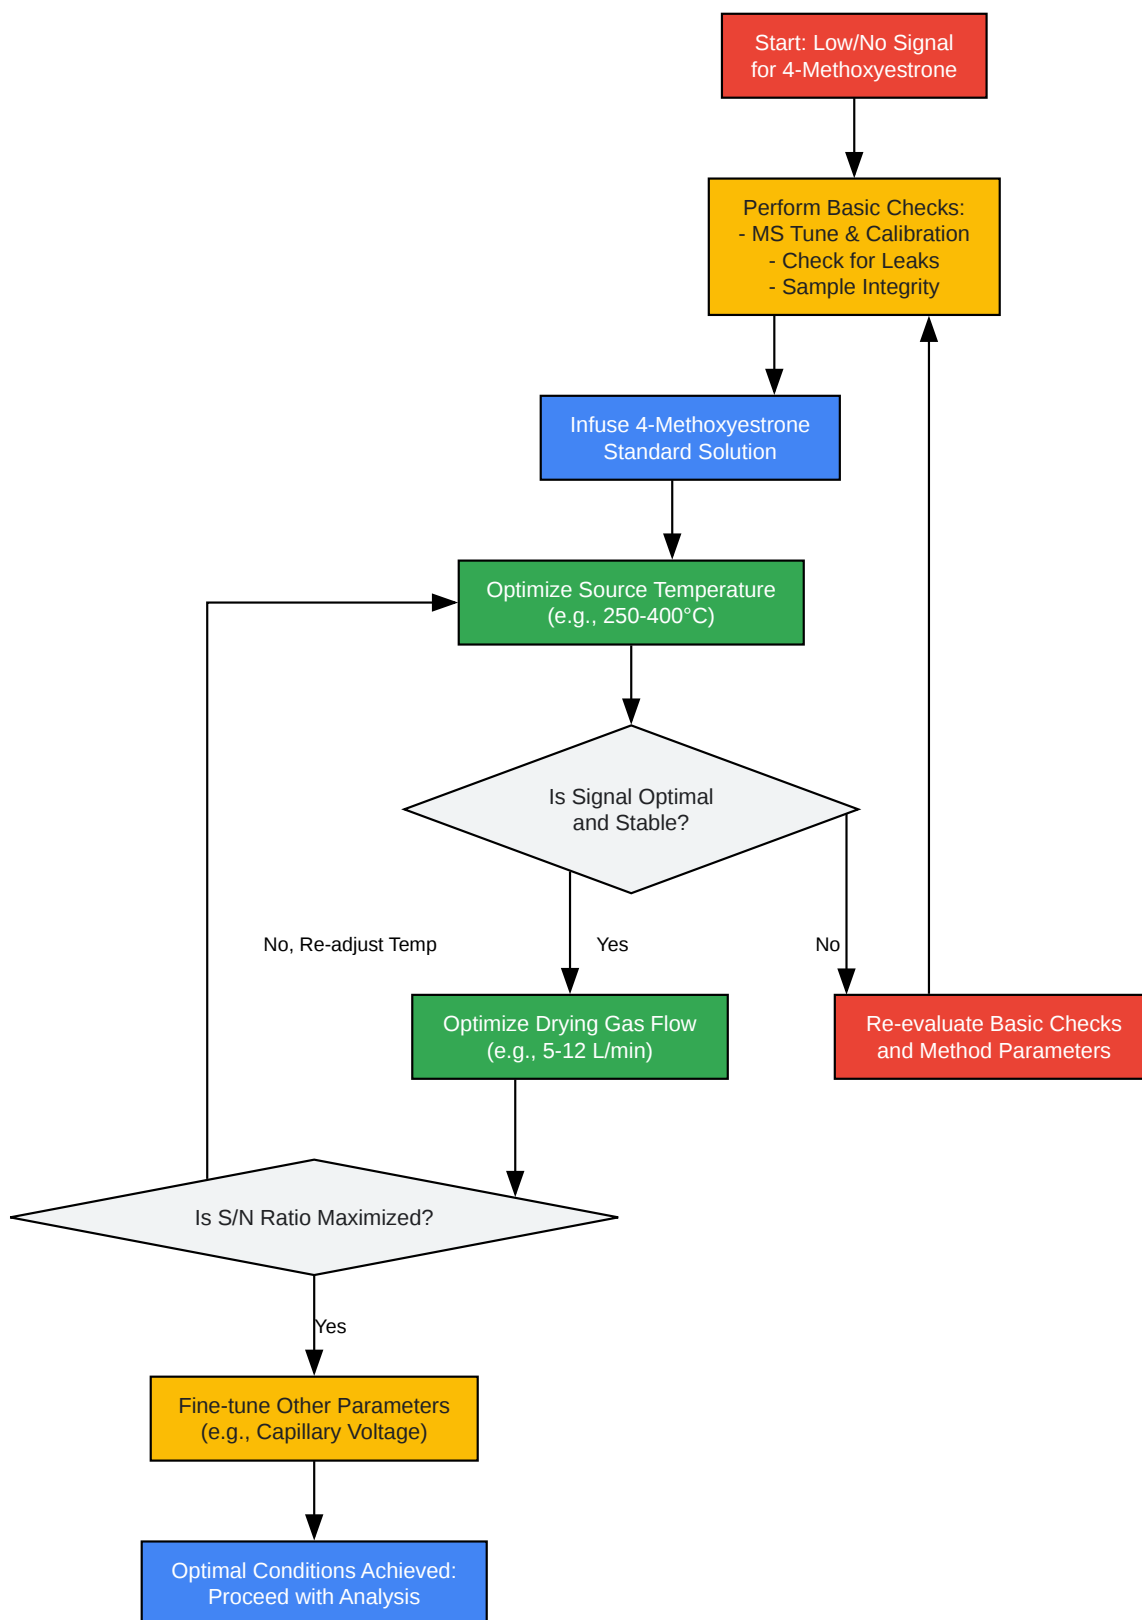 Start: Low/No Signal
for 4-Methoxyestrone
Perform Basic Checks:
- MS Tune & Calibration
- Check for Leaks
- Sample Integrity
Infuse 4-Methoxyestrone
Standard Solution
Optimize Source Temperature
(e.g., 250-400°C)
Is Signal Optimal
and Stable?
No, Re-adjust Temp
Yes
No
Optimize Drying Gas Flow
(e.g., 5-12 L/min)
Re-evaluate Basic Checks
and Method Parameters
Is S/N Ratio Maximized?
Yes
Fine-tune Other Parameters
(e.g., Capillary Voltage)
Optimal Conditions Achieved:
Proceed with Analysis